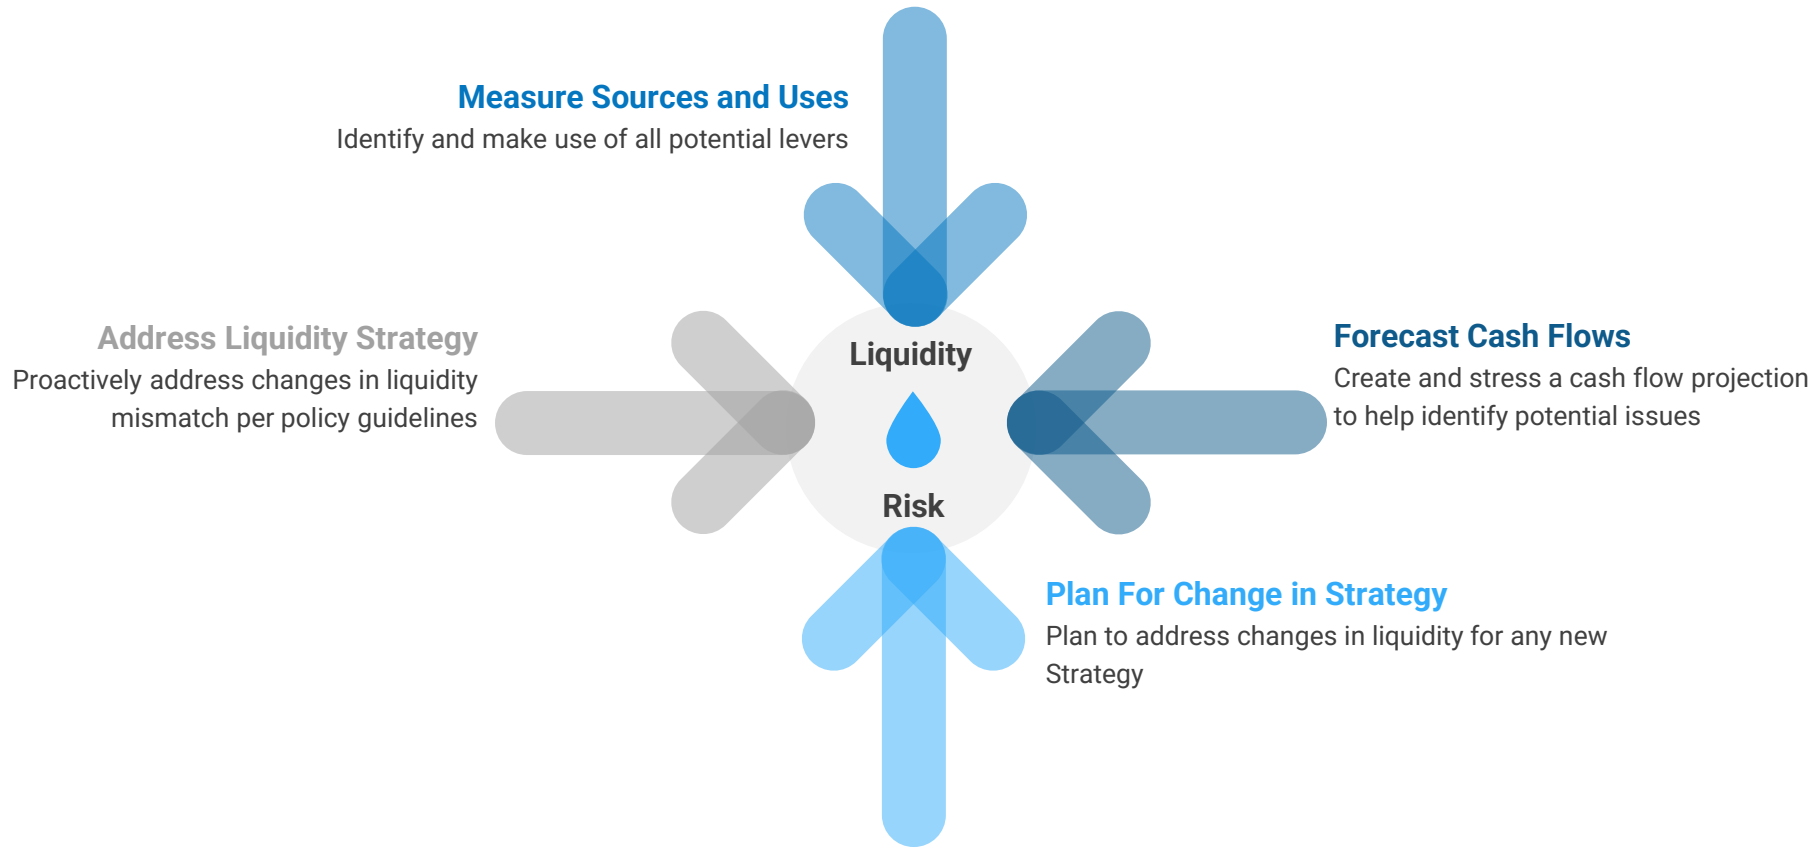 Measure Sources and Uses
Identify and make use of all potential levers
Address Liquidity Strategy
Proactively address changes in liquidity
mismatch per policy guidelines
Liquidity
Risk
Forecast Cash Flows
Create and stress a cash flow projection
to help identify potential issues
Plan For Change in Strategy
Plan to address changes in liquidity for any new
Strategy